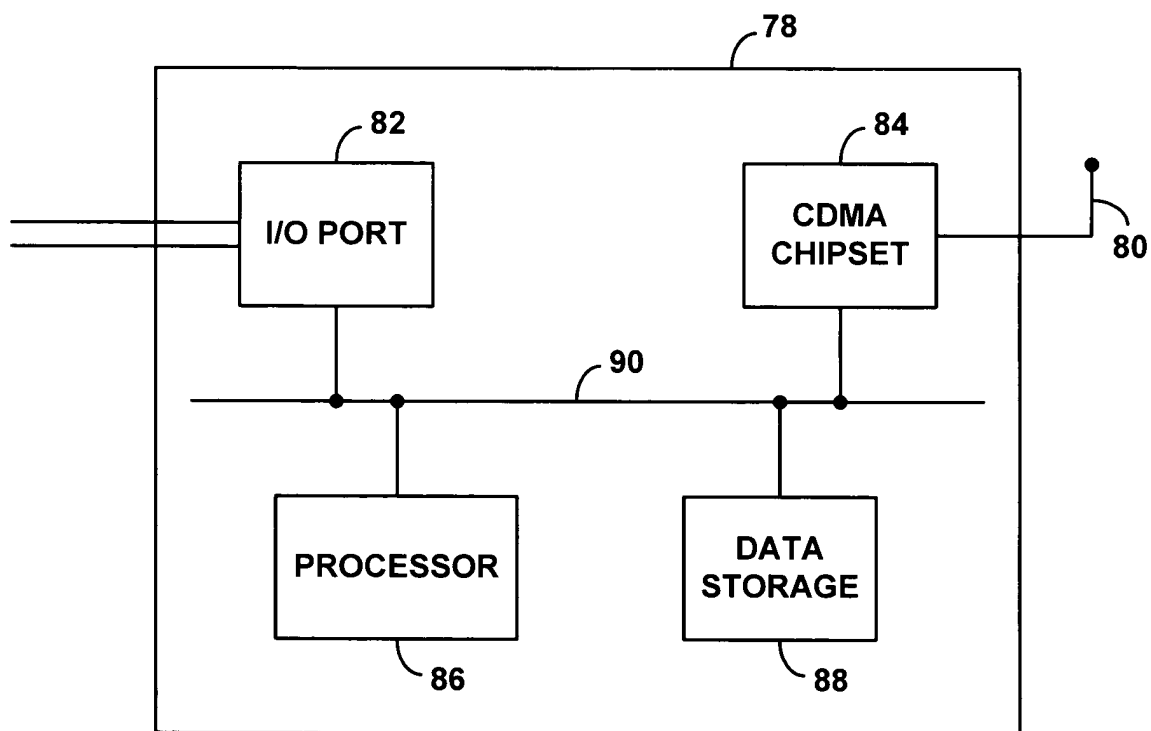 78
82
84
I/O PORT
CDMA
CHIPSET
80
90
PROCESSOR
DATA
STORAGE
86
88